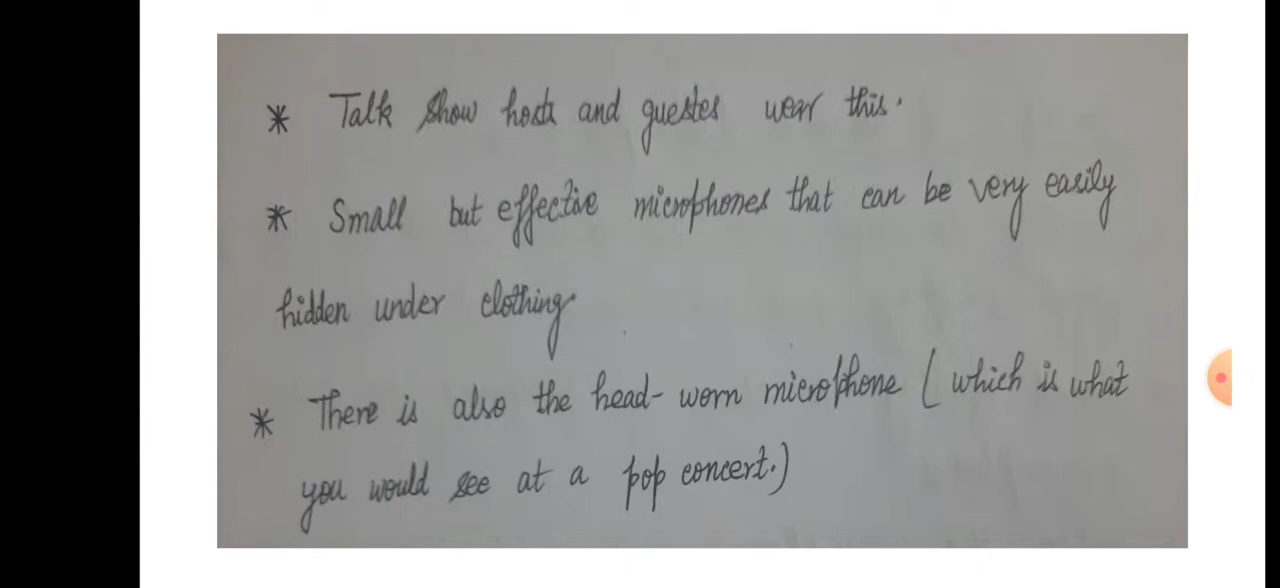 * Talk show hosts and guestes wear this.
* Small but effective microphones that can be very easily
hidden under clothing.
* There is also the head-worn microphone ( which is what
you would see at a pop concert.)